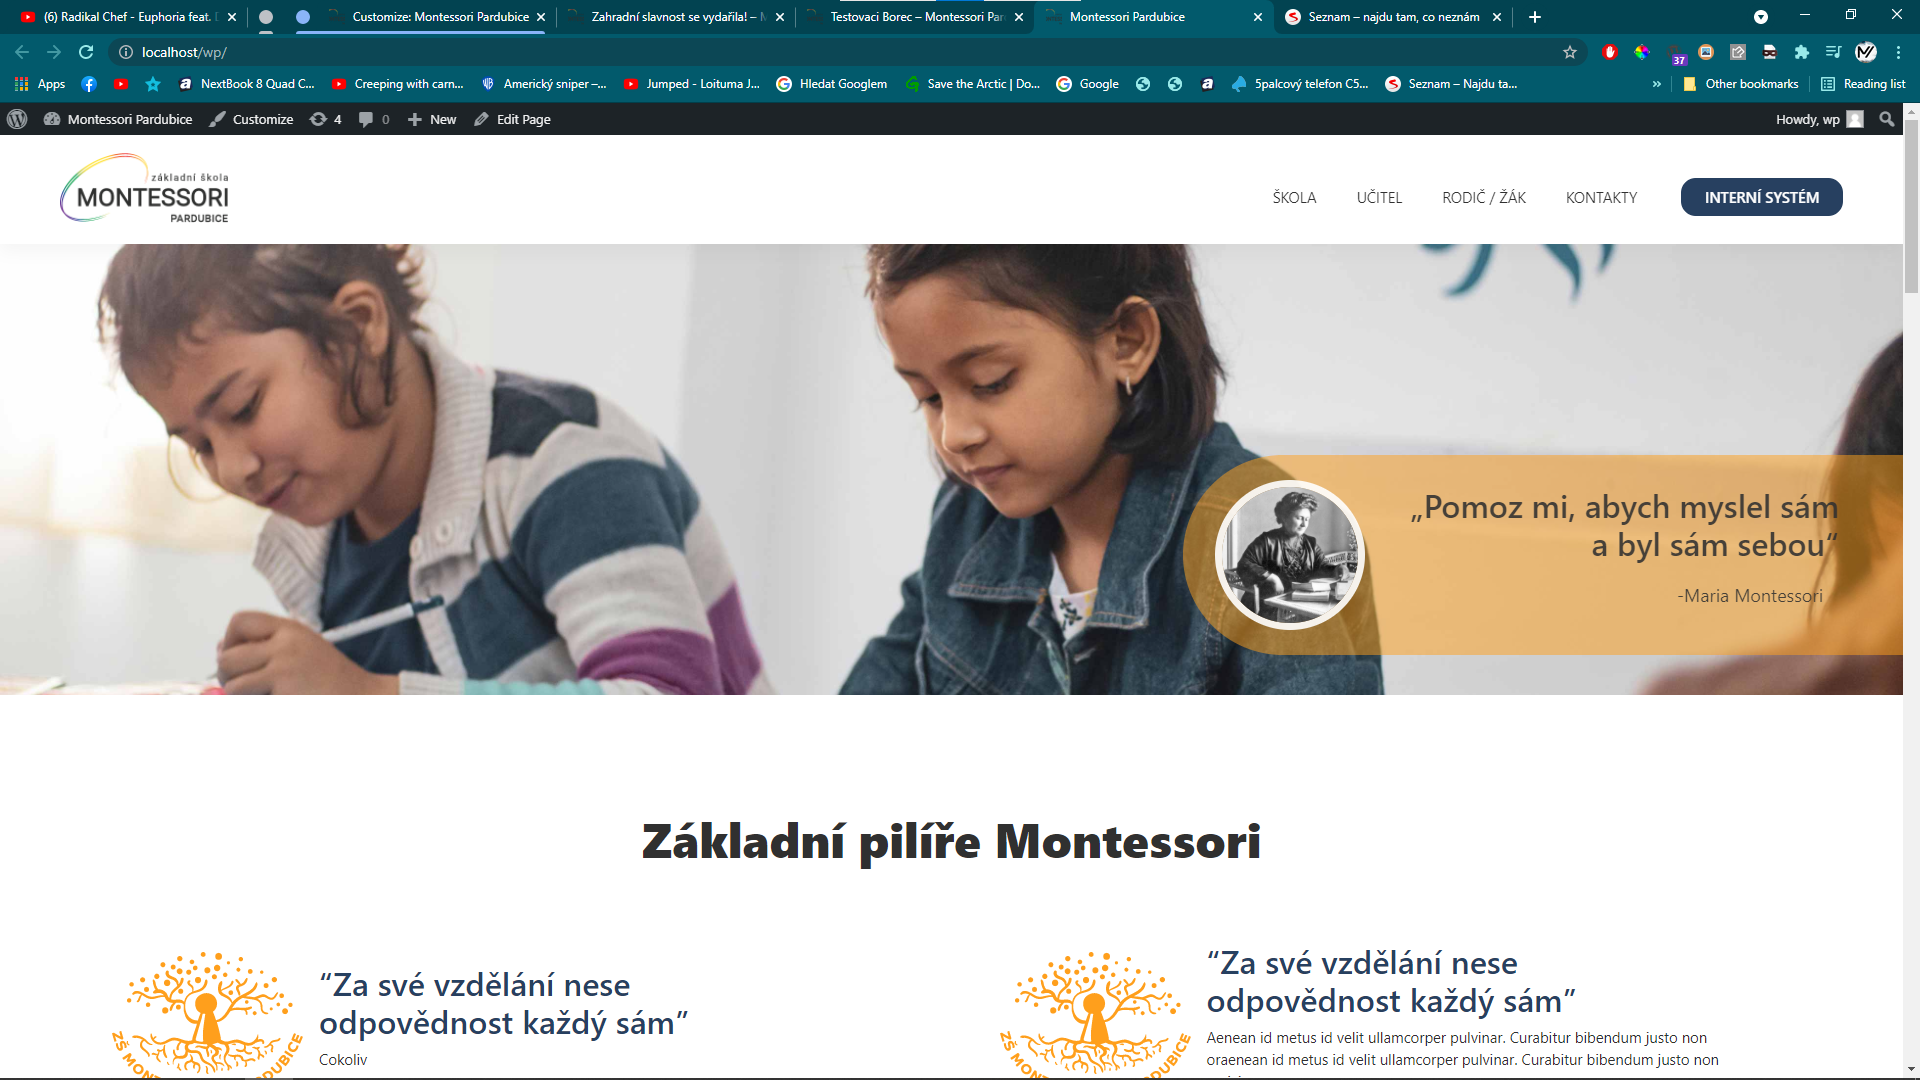 (6) Radikal Chef - Euphoria feat.
Customize: Montessori Pardubice
Zahradní slavnost se vydařila! –
Testovaci Borec – Montessori Par
Montessori Pardubice
Seznam – najdu tam, co neznám
localhost/wp/
37
Apps
NextBook 8 Quad C...
Creeping with carn...
Americký sniper –...
Jumped - Loituma J...
Hledat Googlem
Save the Arctic | Do...
Google
5palcový telefon C5...
Seznam – Najdu ta...
»
Other bookmarks
Reading list
Montessori Pardubice
Customize
4
0
New
Edit Page
Howdy, wp
základní škola
MONTESSORI
PARDUBICE
ŠKOLA
UČITEL
RODIČ / ŽÁK
KONTAKTY
INTERNÍ SYSTÉM
„Pomoz mi, abych myslel sám
a byl sám sebou“
-Maria Montessori
Základní pilíře Montessori
“Za své vzdělání nese
odpovědnost každý sám”
Cokoliv
“Za své vzdělání nese
odpovědnost každý sám”
Aenean id metus id velit ullamcorper pulvinar. Curabitur bibendum justo non
oraenean id metus id velit ullamcorper pulvinar. Curabitur bibendum justo non